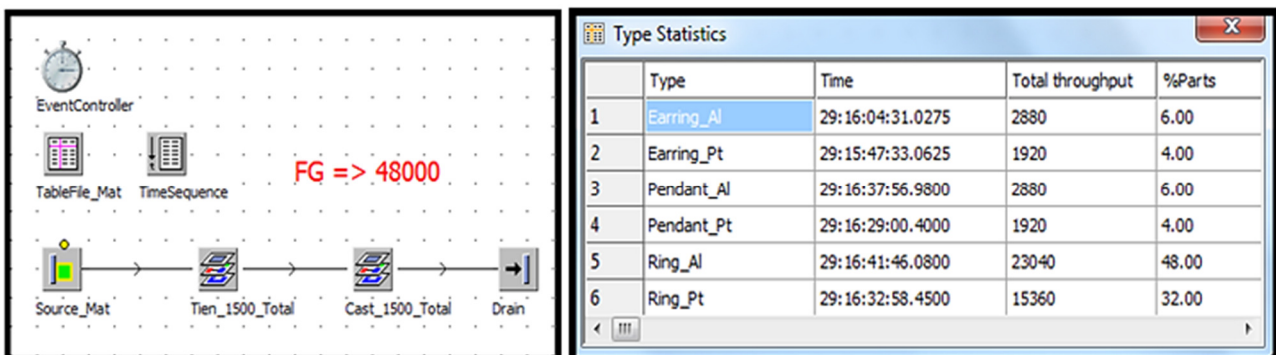 EventController
TableFile_Mat TimeSequence
FG => 48000
Source_Mat Tien_1500_Total Cast_1500_Total Drain
Type Statistics
Type Time Total throughput %Parts
1 Earring_Al 29:16:04:31.0275 2880 6.00
2 Earring_Pt 29:15:47:33.0625 1920 4.00
3 Pendant_Al 29:16:37:56.9800 2880 6.00
4 Pendant_Pt 29:16:29:00.4000 1920 4.00
5 Ring_Al 29:16:41:46.0800 23040 48.00
6 Ring_Pt 29:16:32:58.4500 15360 32.00